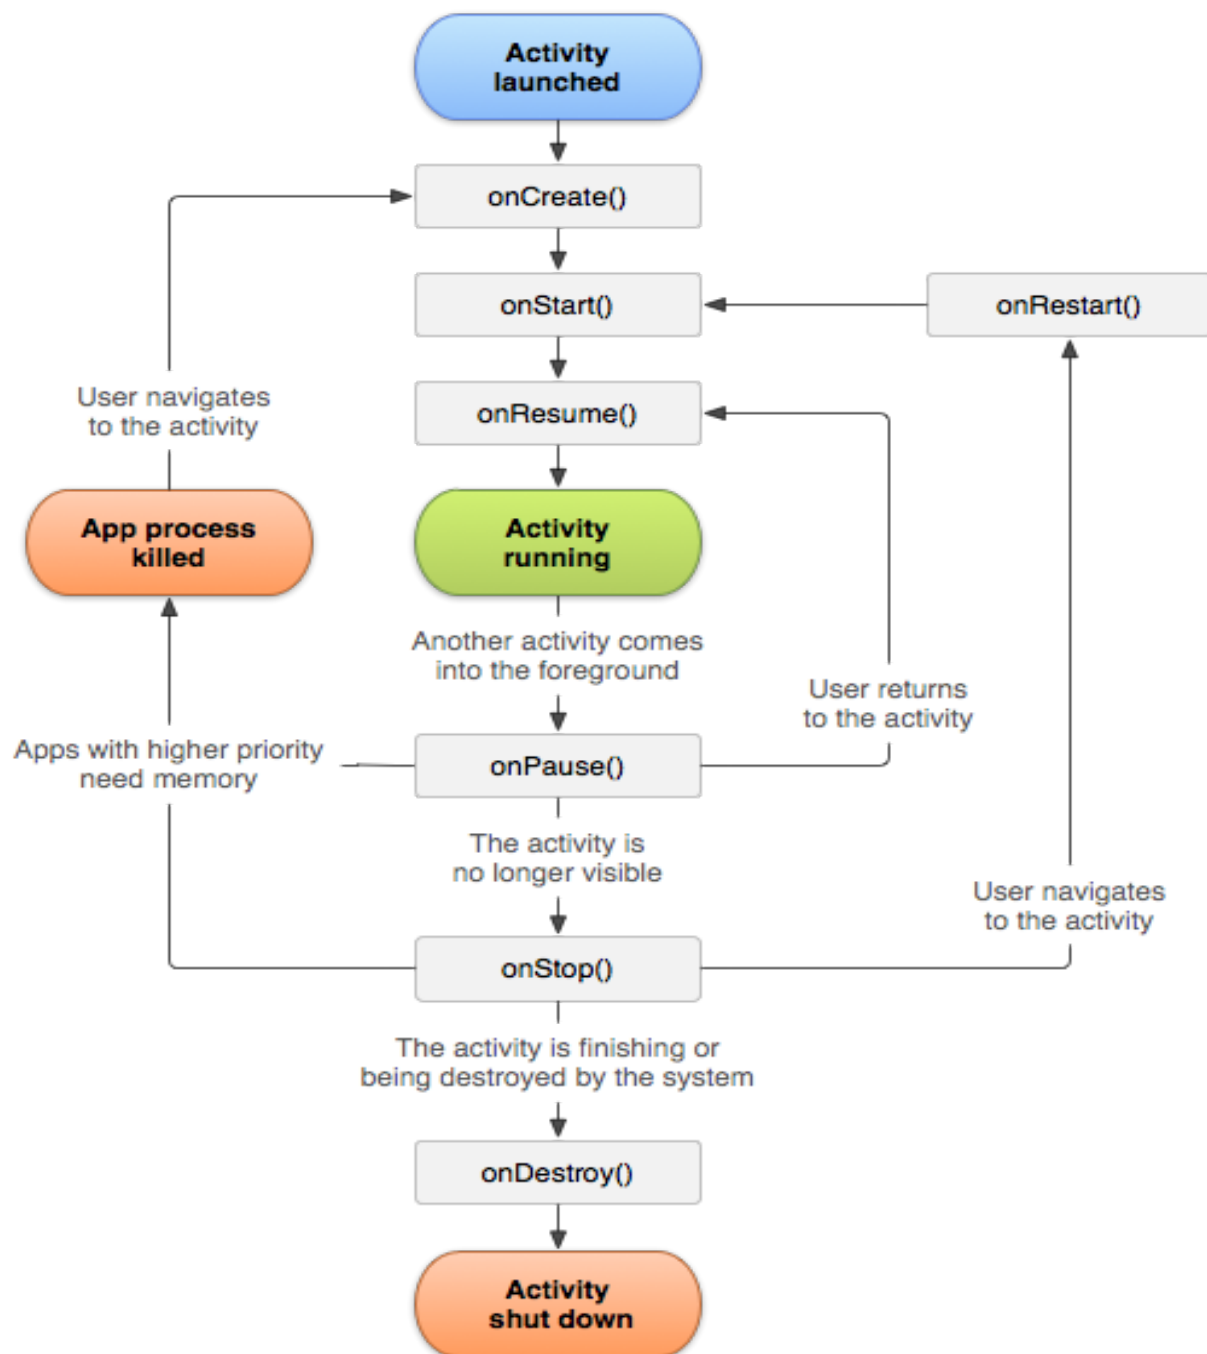 Activity
launched
onCreate()
onStart()
onRestart()
User navigates
to the activity
onResume()
App process
killed
Activity
running
Another activity comes
into the foreground
User returns
to the activity
Apps with higher priority
need memory
onPause()
The activity is
no longer visible
User navigates
to the activity
onStop()
The activity is finishing or
being destroyed by the system
onDestroy()
Activity
shut down